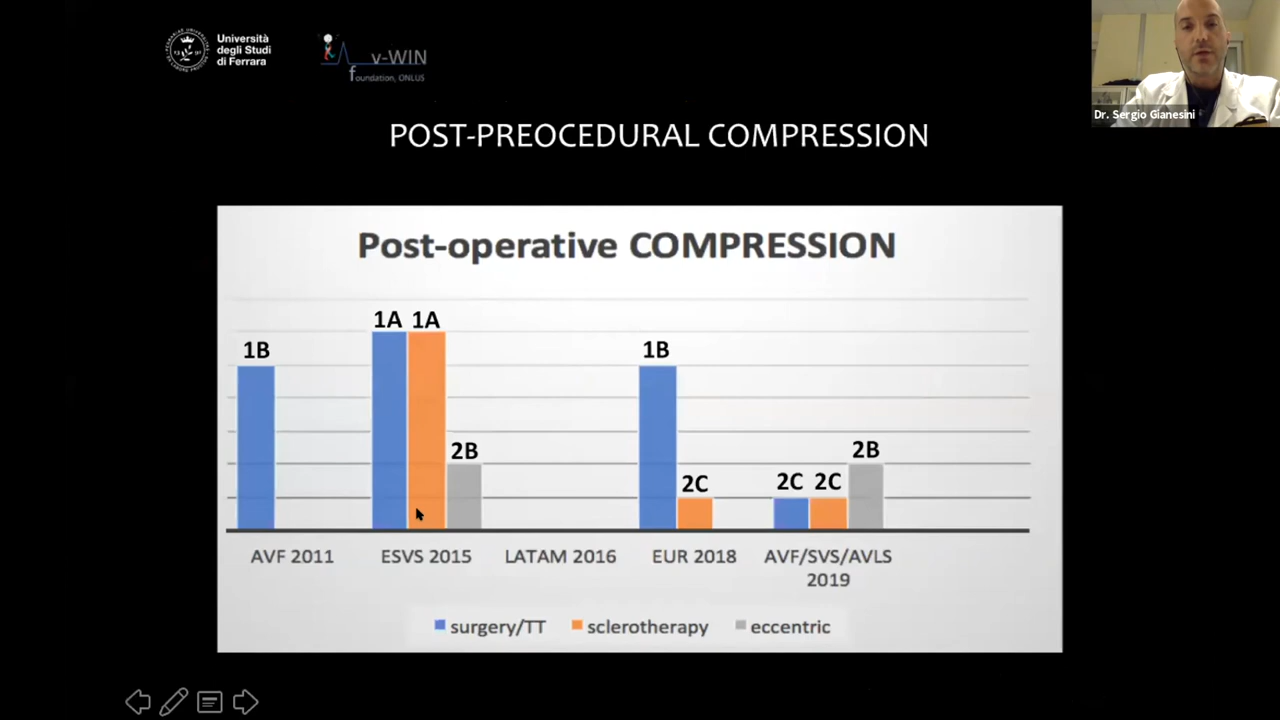 Università
degli Studi
di Ferrara
v-WIN
foundation, ONLUS
Dr. Sergio Gianesini
POST-PREOCEDURAL COMPRESSION
Post-operative COMPRESSION
1B
1A 1A
2B
1B
2C
2C 2C
2B
AVF 2011
ESVS 2015
LATAM 2016
EUR 2018
AVF/SVS/AVLS
2019
surgery/TT
sclerotherapy
eccentric